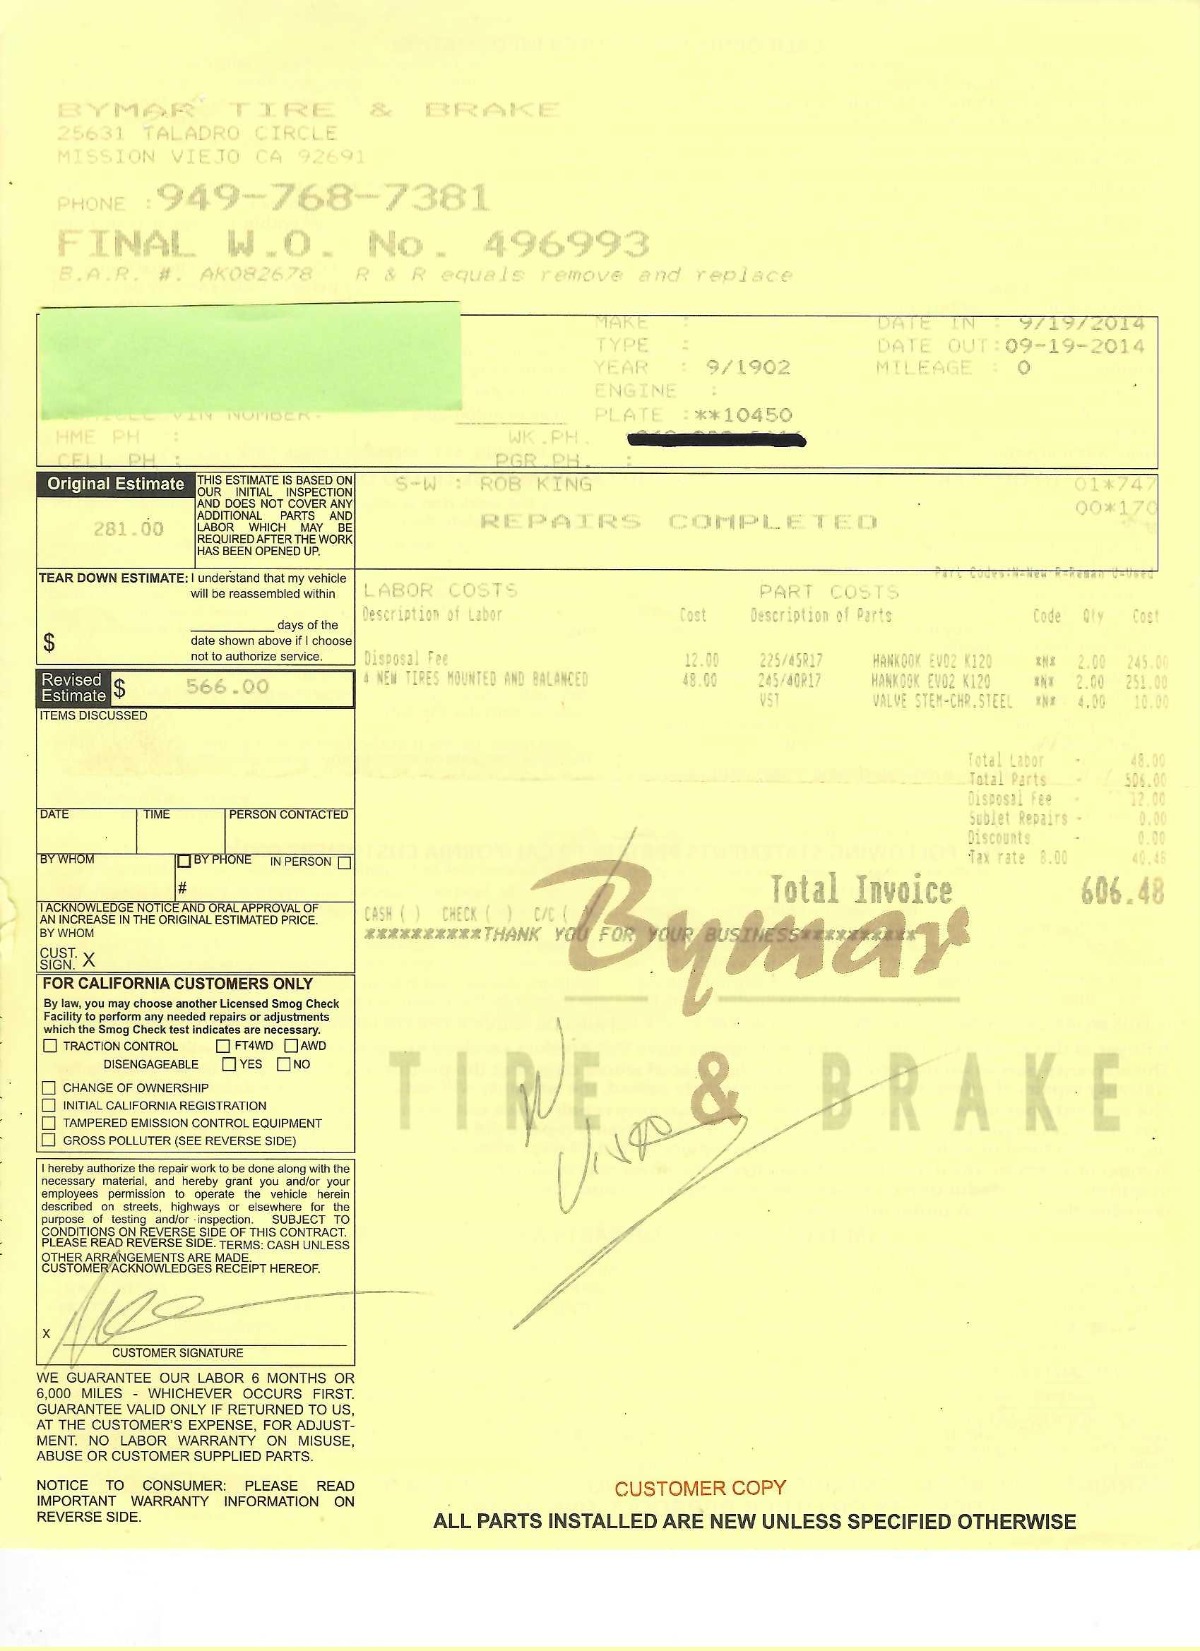 BYMAR TIRE & BRAKE
25631 TALADRO CIRCLE
MISSION VIEJO CA 92691
PHONE :949-768-7381
FINAL W.O. No. 496993
B.A.R. #. AK082678 R & R equals remove and replace
MAKE : DATE IN : 9/19/2014
TYPE : DATE OUT:09-19-2014
YEAR : 9/1902 MILEAGE : 0
ENGINE :
VIN NUMBER: PLATE :**10450
HME PH : WK.PH.
CELL PH : PGR.PH. :
Original Estimate
281.00
THIS ESTIMATE IS BASED ON
OUR INITIAL INSPECTION
AND DOES NOT COVER ANY
ADDITIONAL PARTS AND
LABOR WHICH MAY BE
REQUIRED AFTER THE WORK
HAS BEEN OPENED UP.
S-W : ROB KING 01*747
00*170
REPAIRS COMPLETED
TEAR DOWN ESTIMATE: I understand that my vehicle
will be reassembled within
________ days of the
$ date shown above if I choose
not to authorize service.
Revised
Estimate $ 566.00
ITEMS DISCUSSED
DATE TIME PERSON CONTACTED
BY WHOM BY PHONE IN PERSON
#
I ACKNOWLEDGE NOTICE AND ORAL APPROVAL OF
AN INCREASE IN THE ORIGINAL ESTIMATED PRICE.
BY WHOM
CUST.
SIGN. X
Part Codes:N=New R=Reman U=Used
LABOR COSTS PART COSTS
Description of Labor Cost Description of Parts Code Qty Cost
Disposal Fee 12.00 225/45R17 HANKOOK EVO2 K120 *N* 2.00 245.00
4 NEW TIRES MOUNTED AND BALANCED 48.00 245/40R17 HANKOOK EVO2 K120 *N* 2.00 251.00
VST VALVE STEM-CHR.STEEL *N* 4.00 10.00
Total Labor - 48.00
Total Parts - 506.00
Disposal Fee - 12.00
Sublet Repairs - 0.00
Discounts - 0.00
Tax rate 8.00 40.48
Total Invoice 606.48
CASH ( ) CHECK ( ) C/C (
**********THANK YOU FOR YOUR BUSINESS**********
Bymar
TIRE & BRAKE
FOR CALIFORNIA CUSTOMERS ONLY
By law, you may choose another Licensed Smog Check
Facility to perform any needed repairs or adjustments
which the Smog Check test indicates are necessary.
TRACTION CONTROL FT4WD AWD
DISENGAGEABLE YES NO
CHANGE OF OWNERSHIP
INITIAL CALIFORNIA REGISTRATION
TAMPERED EMISSION CONTROL EQUIPMENT
GROSS POLLUTER (SEE REVERSE SIDE)
I hereby authorize the repair work to be done along with the
necessary material, and hereby grant you and/or your
employees permission to operate the vehicle herein
described on streets, highways or elsewhere for the
purpose of testing and/or inspection. SUBJECT TO
CONDITIONS ON REVERSE SIDE OF THIS CONTRACT.
PLEASE READ REVERSE SIDE. TERMS: CASH UNLESS
OTHER ARRANGEMENTS ARE MADE.
CUSTOMER ACKNOWLEDGES RECEIPT HEREOF.
X
CUSTOMER SIGNATURE
WE GUARANTEE OUR LABOR 6 MONTHS OR
6,000 MILES - WHICHEVER OCCURS FIRST.
GUARANTEE VALID ONLY IF RETURNED TO US,
AT THE CUSTOMER'S EXPENSE, FOR ADJUST-
MENT. NO LABOR WARRANTY ON MISUSE,
ABUSE OR CUSTOMER SUPPLIED PARTS.
NOTICE TO CONSUMER: PLEASE READ
IMPORTANT WARRANTY INFORMATION ON
REVERSE SIDE.
CUSTOMER COPY
ALL PARTS INSTALLED ARE NEW UNLESS SPECIFIED OTHERWISE